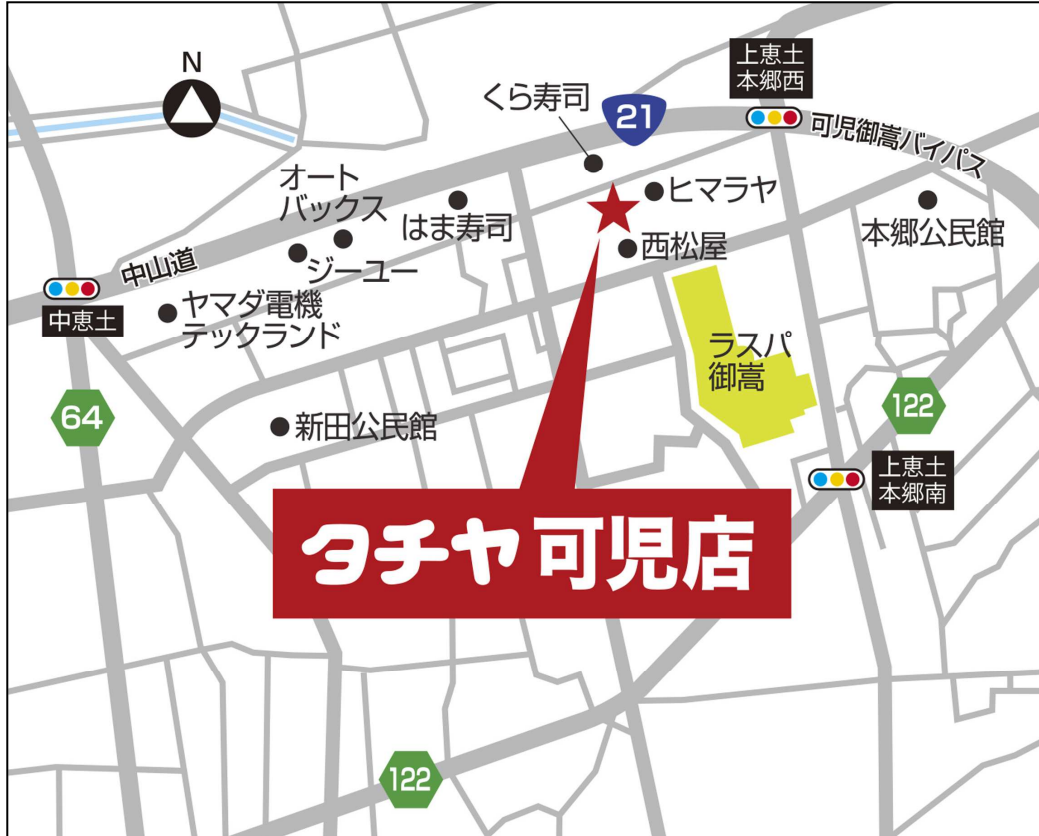 N
上恵土
本郷西
くら寿司
21
可児御嵩バイパス
オート
バックス
はま寿司
ヒマラヤ
本郷公民館
ジーユー
西松屋
中山道
ヤマダ電機
テックランド
中恵土
ラスパ
御嵩
64
122
新田公民館
上恵土
本郷南
タチヤ 可児店
122